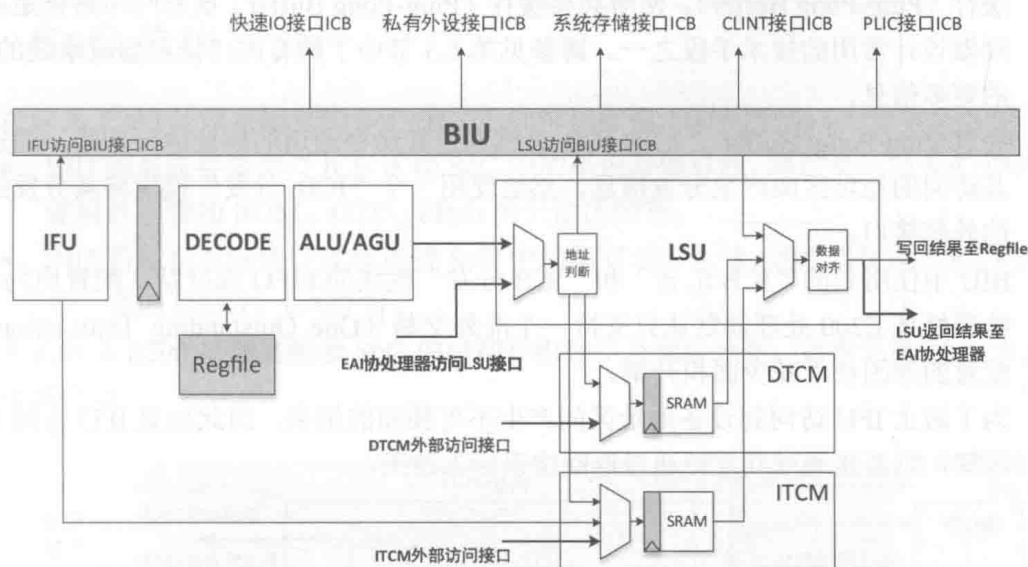 快速IO接口ICB
私有外设接口ICB
系统存储接口ICB
CLINT接口ICB
PLIC接口ICB
BIU
IFU访问BIU接口ICB
LSU访问BIU接口ICB
IFU
DECODE
ALU/AGU
地址
判断
LSU
数据
对齐
写回结果至Regfile
Regfile
EAI协处理器访问LSU接口
LSU返回结果至
EAI协处理器
DTCM
SRAM
DTCM外部访问接口
ITCM
SRAM
ITCM外部访问接口